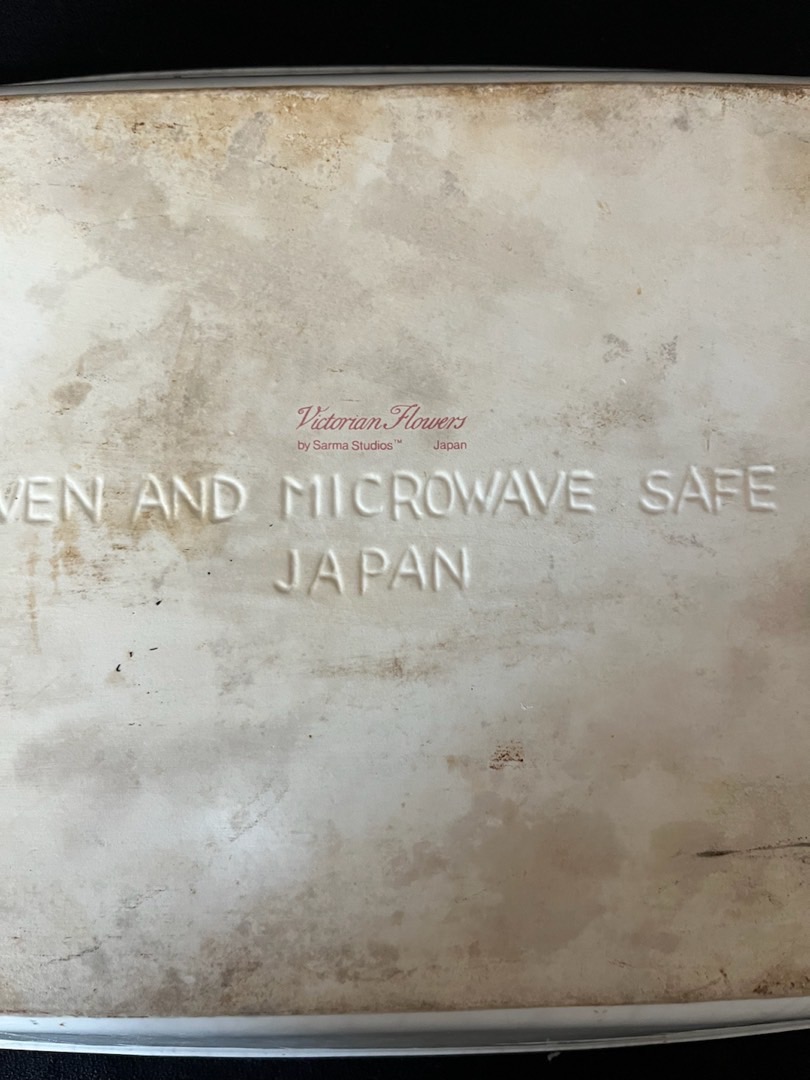 Victorian Flowers
by Sarma Studios™ Japan
VEN AND MICROWAVE SAFE
JAPAN